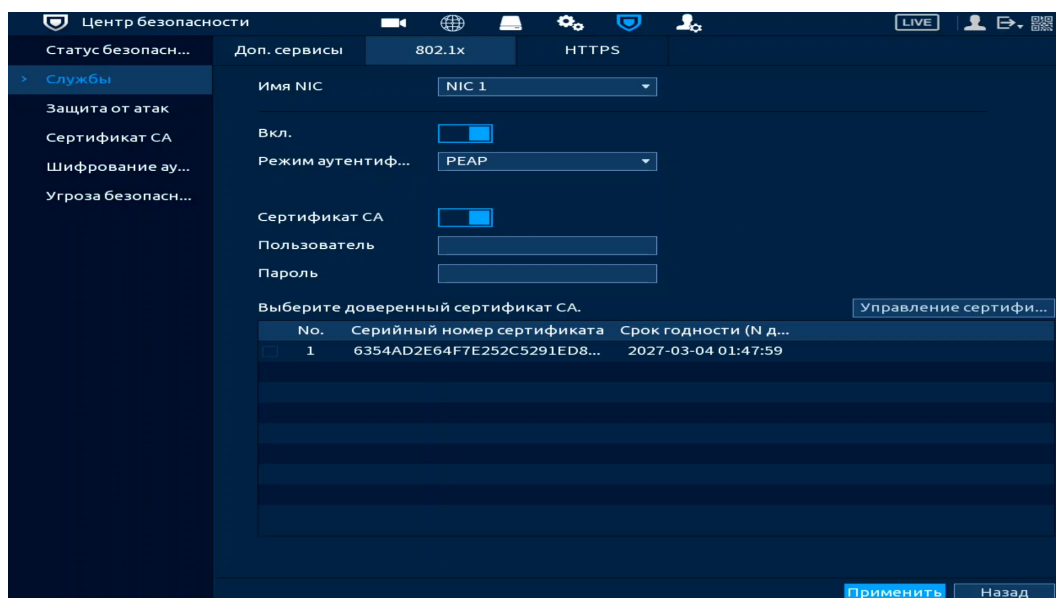 Центр безопасности
LIVE
Статус безопасн...
Службы
Защита от атак
Сертификат CA
Шифрование ау...
Угроза безопасн...
Доп. сервисы 802.1x HTTPS
Имя NIC NIC 1
Вкл.
Режим аутентиф... PEAP
Сертификат CA
Пользователь
Пароль
Выберите доверенный сертификат CA. Управление сертифи...
No. Серийный номер сертификата Срок годности (N д...
1 6354AD2E64F7E252C5291ED8... 2027-03-04 01:47:59
Применить Назад